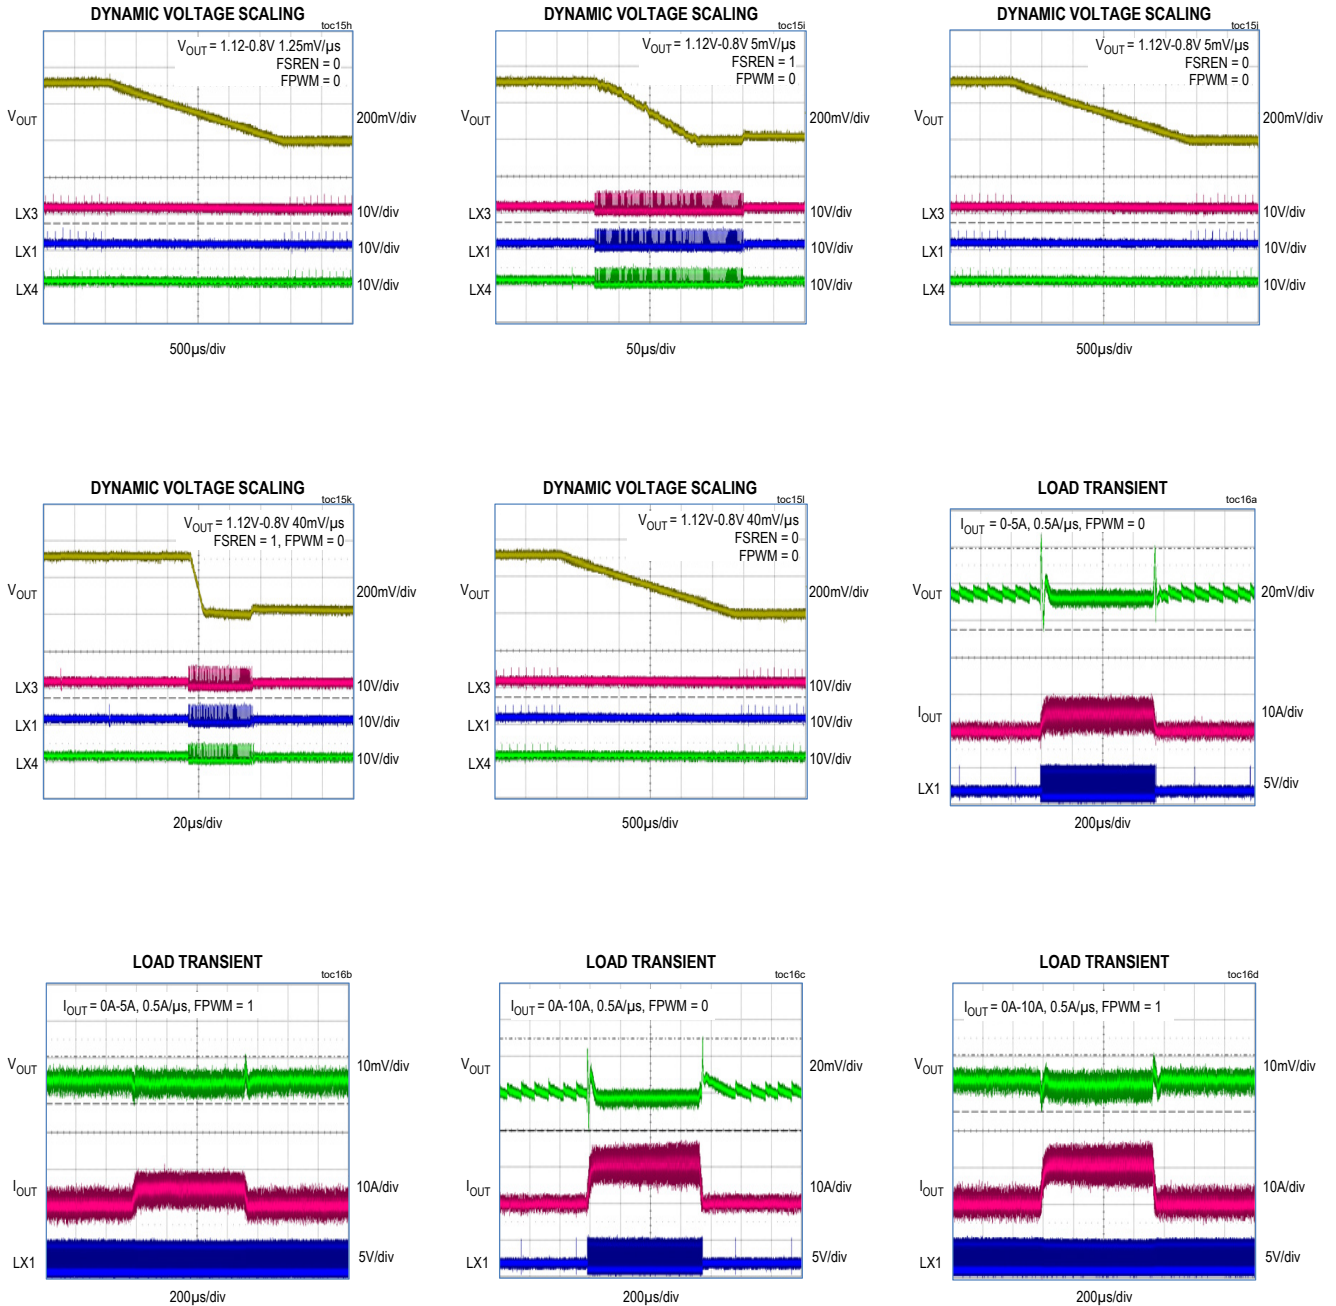 DYNAMIC VOLTAGE SCALING
toc15h
VOUT = 1.12-0.8V 1.25mV/µs
FSREN = 0
FPWM = 0
VOUT
200mV/div
LX3
10V/div
LX1
10V/div
LX4
10V/div
500µs/div
DYNAMIC VOLTAGE SCALING
toc15i
VOUT = 1.12V-0.8V 5mV/µs
FSREN = 1
FPWM = 0
VOUT
200mV/div
LX3
10V/div
LX1
10V/div
LX4
10V/div
50µs/div
DYNAMIC VOLTAGE SCALING
toc15j
VOUT = 1.12V-0.8V 5mV/µs
FSREN = 0
FPWM = 0
VOUT
200mV/div
LX3
10V/div
LX1
10V/div
LX4
10V/div
500µs/div
DYNAMIC VOLTAGE SCALING
toc15k
VOUT = 1.12V-0.8V 40mV/µs
FSREN = 1, FPWM = 0
VOUT
200mV/div
LX3
10V/div
LX1
10V/div
LX4
10V/div
20µs/div
DYNAMIC VOLTAGE SCALING
toc15l
VOUT = 1.12V-0.8V 40mV/µs
FSREN = 0
FPWM = 0
VOUT
200mV/div
LX3
10V/div
LX1
10V/div
LX4
10V/div
500µs/div
LOAD TRANSIENT
toc16a
IOUT = 0-5A, 0.5A/µs, FPWM = 0
VOUT
20mV/div
IOUT
10A/div
LX1
5V/div
200µs/div
LOAD TRANSIENT
toc16b
IOUT = 0A-5A, 0.5A/µs, FPWM = 1
VOUT
10mV/div
IOUT
10A/div
LX1
5V/div
200µs/div
LOAD TRANSIENT
toc16c
IOUT = 0A-10A, 0.5A/µs, FPWM = 0
VOUT
20mV/div
IOUT
10A/div
LX1
5V/div
200µs/div
LOAD TRANSIENT
toc16d
IOUT = 0A-10A, 0.5A/µs, FPWM = 1
VOUT
10mV/div
IOUT
10A/div
LX1
5V/div
200µs/div